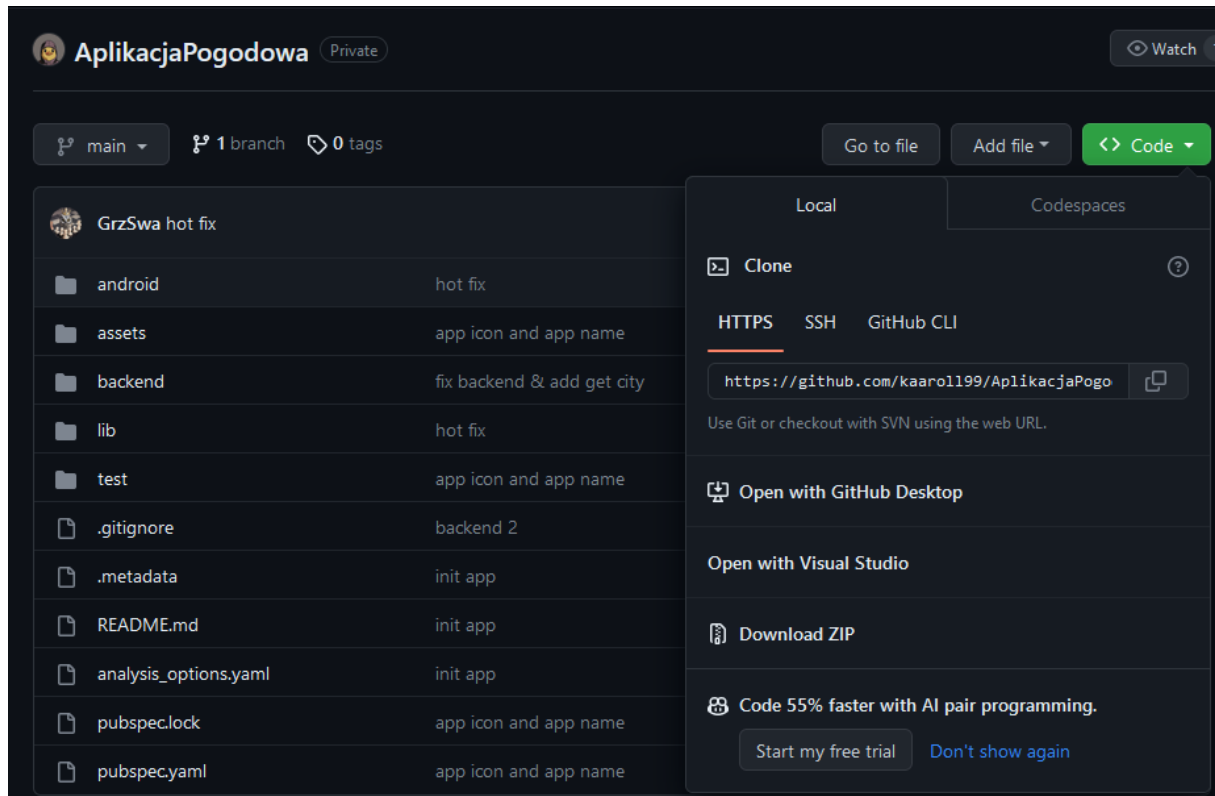 AplikacjaPogodowa Private Watch
main 1 branch 0 tags Go to file Add file Code
GrzSwa hot fix
android hot fix
assets app icon and app name
backend fix backend & add get city
lib hot fix
test app icon and app name
.gitignore backend 2
.metadata init app
README.md init app
analysis_options.yaml init app
pubspec.lock app icon and app name
pubspec.yaml app icon and app name
Local Codespaces
Clone
HTTPS SSH GitHub CLI
https://github.com/kaaroll99/AplikacjaPogo
Use Git or checkout with SVN using the web URL.
Open with GitHub Desktop
Open with Visual Studio
Download ZIP
Code 55% faster with AI pair programming.
Start my free trial Don't show again